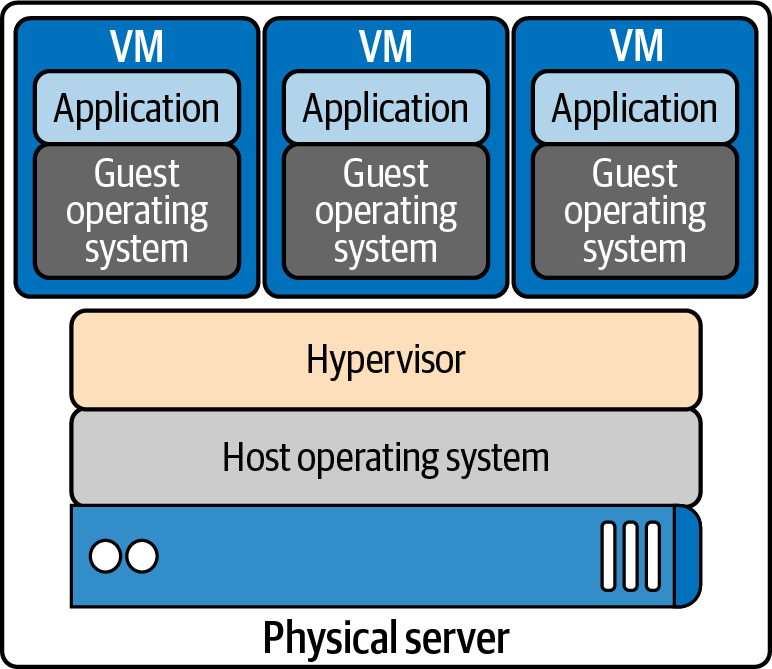 VM
Application
Guest
operating
system
VM
Application
Guest
operating
system
VM
Application
Guest
operating
system
Hypervisor
Host operating system
Physical server